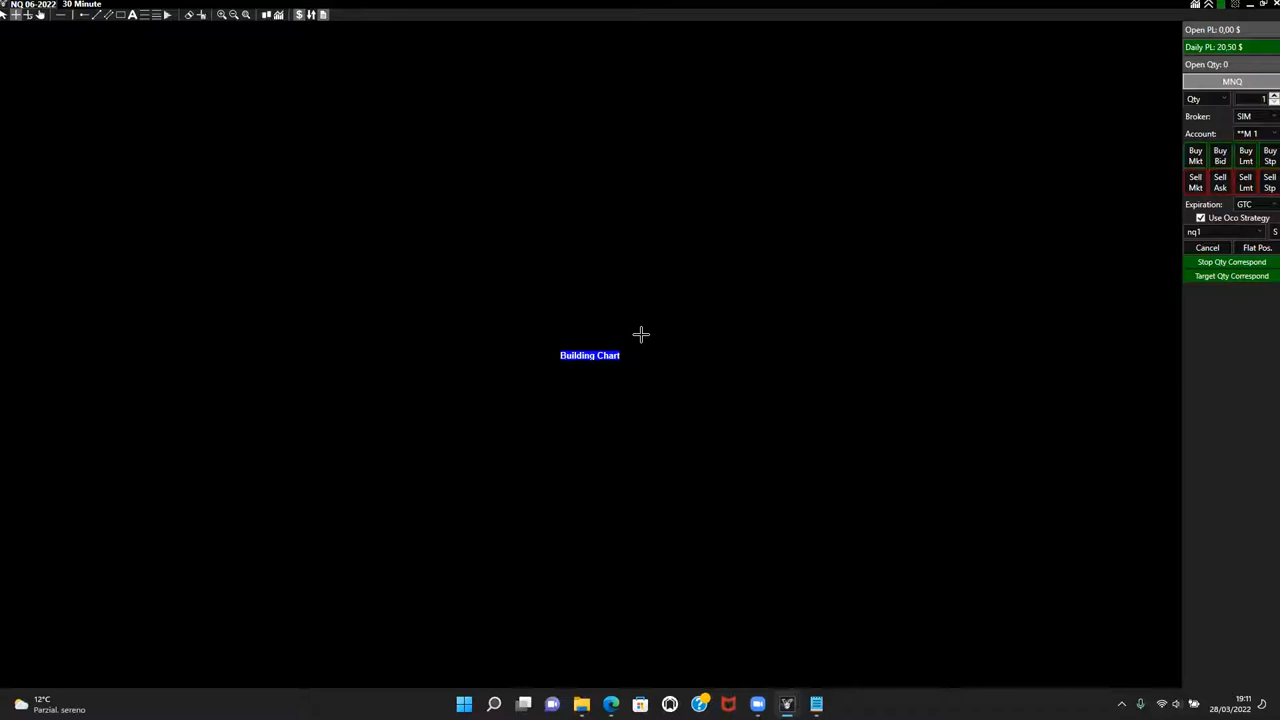 NQ 06-2022 30 Minute
A $
Open PL: 0,00 $
Daily PL: 20,50 $
Open Qty: 0
MNQ
Qty 1
Broker: SIM
Account: **M 1
Buy Mkt
Buy Bid
Buy Lmt
Buy Stp
Sell Mkt
Sell Ask
Sell Lmt
Sell Stp
Expiration: GTC
Use Oco Strategy
nq1 S
Cancel Flat Pos.
Stop Qty Correspond
Target Qty Correspond
Building Chart
12°C
Parzial. sereno
19:11
28/03/2022